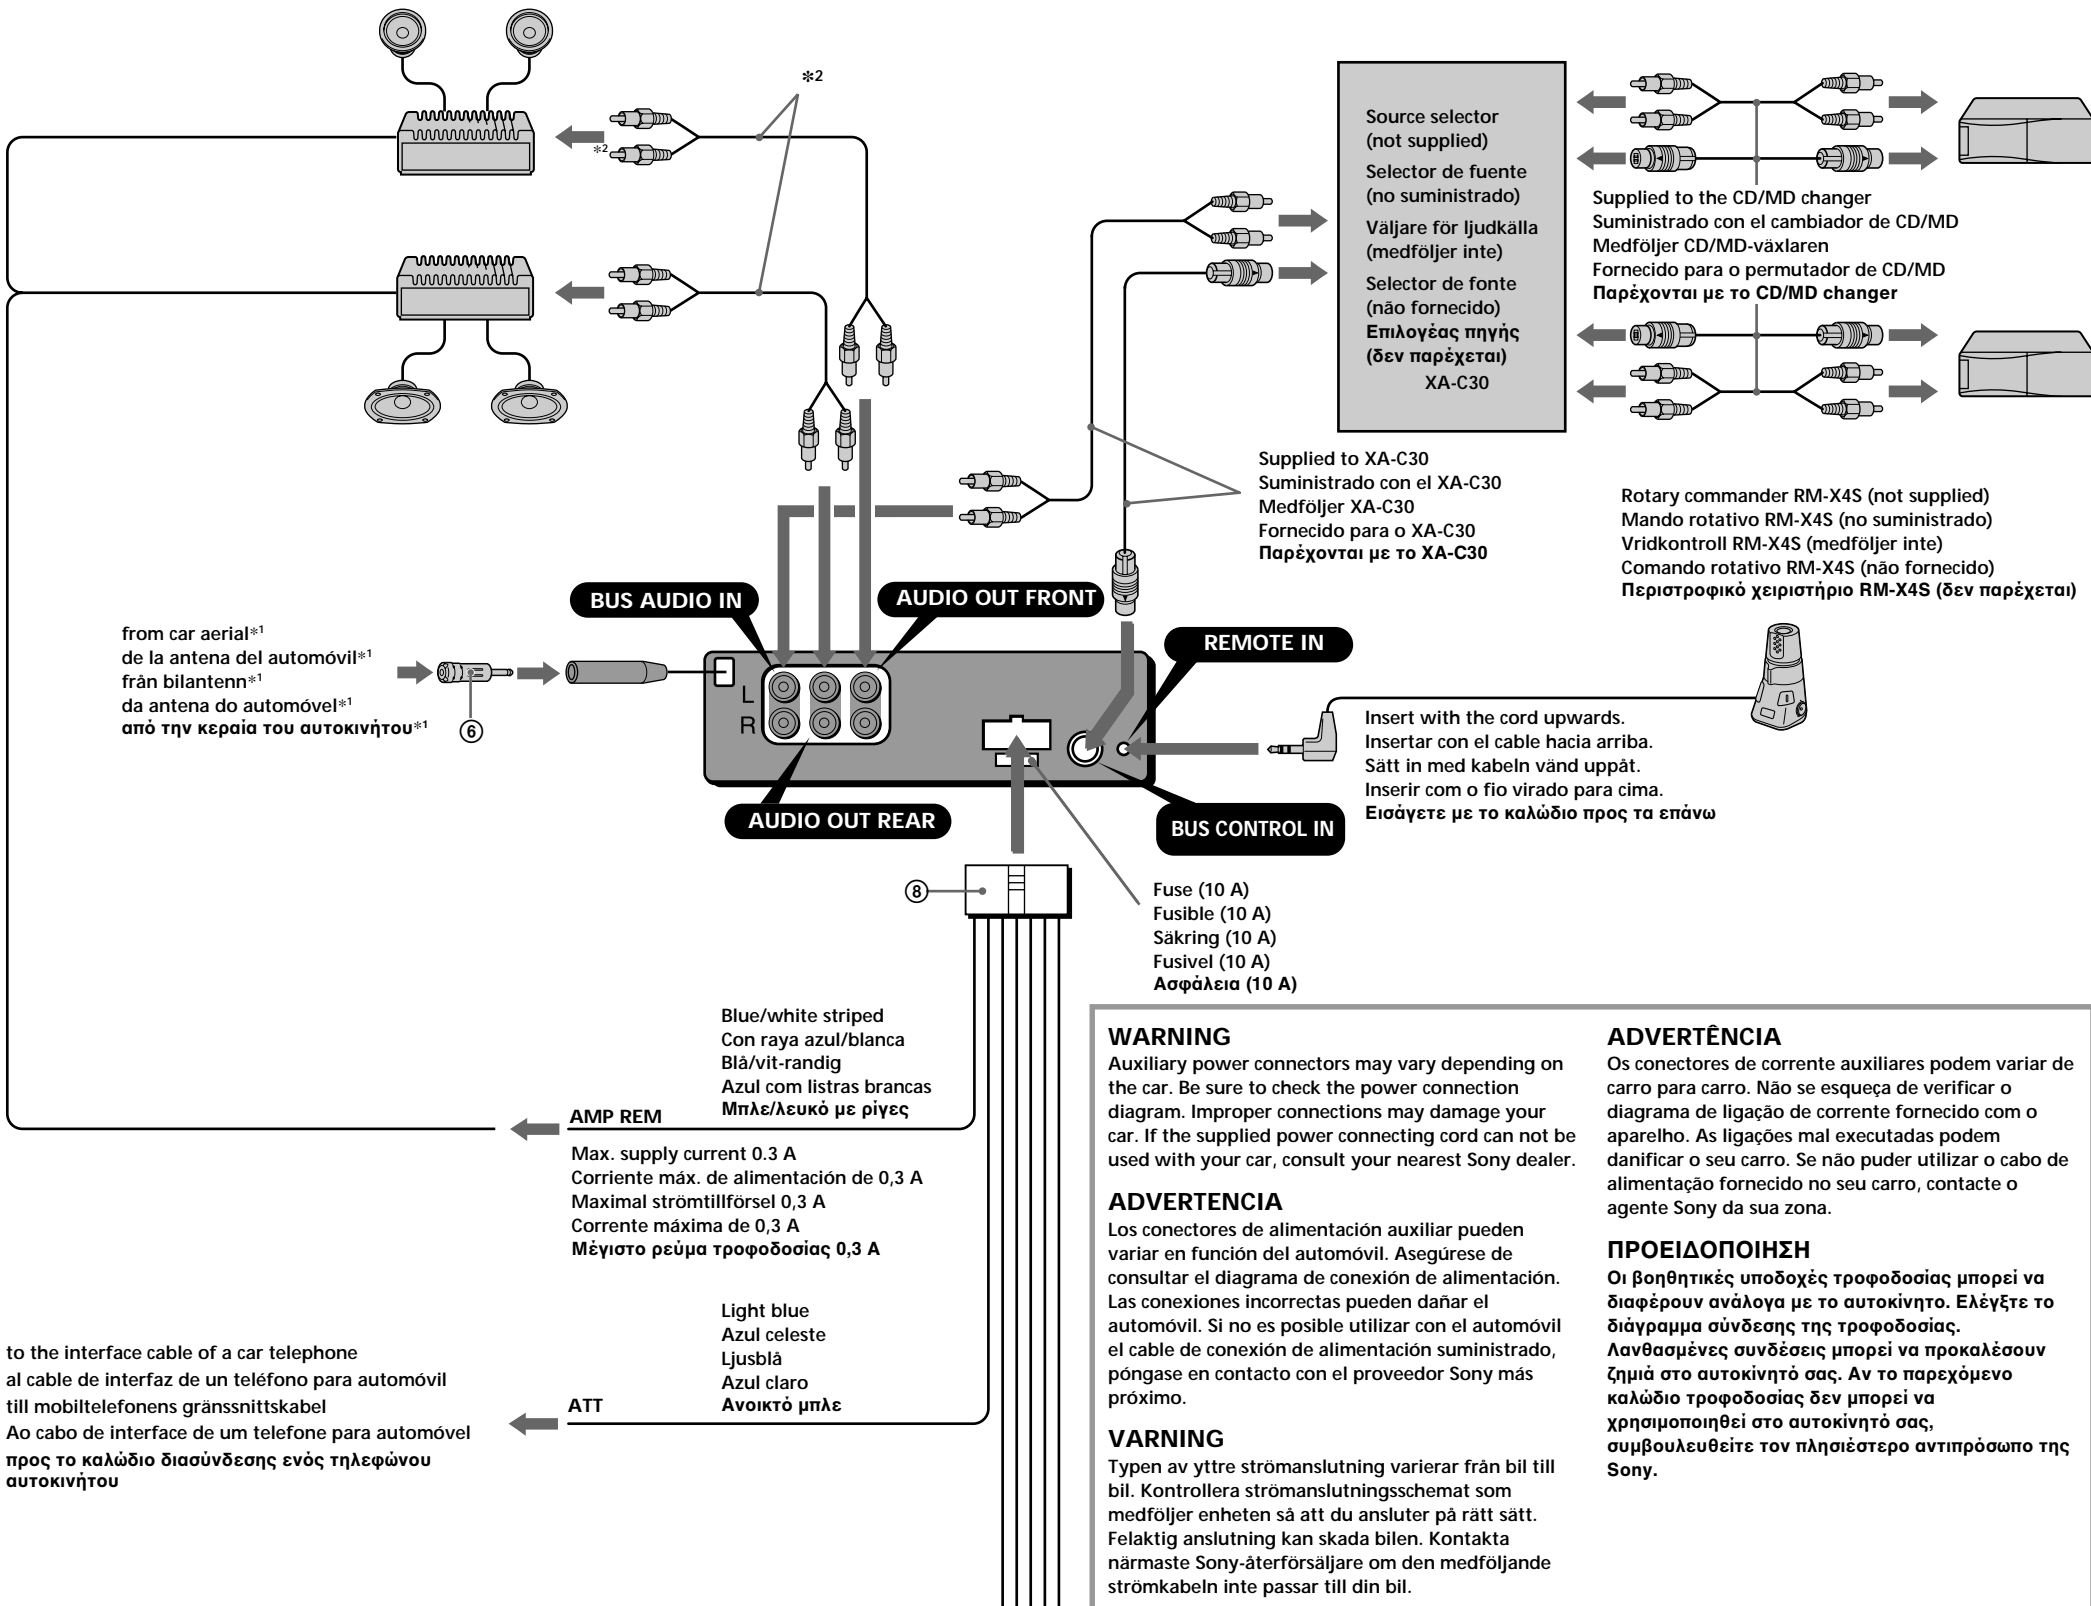 *2
*2
Source selector
(not supplied)
Selector de fuente
(no suministrado)
Väljare för ljudkälla
(medföljer inte)
Selector de fonte
(não fornecido)
Επιλογέας πηγής
(δεν παρέχεται)
XA-C30
Supplied to the CD/MD changer
Suministrado con el cambiador de CD/MD
Medföljer CD/MD-växlaren
Fornecido para o permutador de CD/MD
Παρέχονται με το CD/MD changer
Supplied to XA-C30
Suministrado con el XA-C30
Medföljer XA-C30
Fornecido para o XA-C30
Παρέχονται με το XA-C30
Rotary commander RM-X4S (not supplied)
Mando rotativo RM-X4S (no suministrado)
Vridkontroll RM-X4S (medföljer inte)
Comando rotativo RM-X4S (não fornecido)
Περιστροφικό χειριστήριο RM-X4S (δεν παρέχεται)
BUS AUDIO IN
AUDIO OUT FRONT
REMOTE IN
from car aerial*1
de la antena del automóvil*1
från bilantenn*1
da antena do automóvel*1
από την κεραία του αυτοκινήτου*1
⑥
L
R
Insert with the cord upwards.
Insertar con el cable hacia arriba.
Sätt in med kabeln vänd uppåt.
Inserir com o fio virado para cima.
Εισάγετε με το καλώδιο προς τα επάνω
AUDIO OUT REAR
BUS CONTROL IN
⑧
Fuse (10 A)
Fusible (10 A)
Säkring (10 A)
Fusivel (10 A)
Ασφάλεια (10 A)
Blue/white striped
Con raya azul/blanca
Blå/vit-randig
Azul com listras brancas
Μπλε/λευκό με ρίγες
AMP REM
Max. supply current 0.3 A
Corriente máx. de alimentación de 0,3 A
Maximal strömtillförsel 0,3 A
Corrente máxima de 0,3 A
Μέγιστο ρεύμα τροφοδοσίας 0,3 A
Light blue
Azul celeste
Ljusblå
Azul claro
Ανοικτό μπλε
ATT
to the interface cable of a car telephone
al cable de interfaz de un teléfono para automóvil
till mobiltelefonens gränssnittskabel
Ao cabo de interface de um telefone para automóvel
προς το καλώδιο διασύνδεσης ενός τηλεφώνου
αυτοκινήτου
WARNING
Auxiliary power connectors may vary depending on
the car. Be sure to check the power connection
diagram. Improper connections may damage your
car. If the supplied power connecting cord can not be
used with your car, consult your nearest Sony dealer.
ADVERTENCIA
Los conectores de alimentación auxiliar pueden
variar en función del automóvil. Asegúrese de
consultar el diagrama de conexión de alimentación.
Las conexiones incorrectas pueden dañar el
automóvil. Si no es posible utilizar con el automóvil
el cable de conexión de alimentación suministrado,
póngase en contacto con el proveedor Sony más
próximo.
VARNING
Typen av yttre strömanslutning varierar från bil till
bil. Kontrollera strömanslutningsschemat som
medföljer enheten så att du ansluter på rätt sätt.
Felaktig anslutning kan skada bilen. Kontakta
närmaste Sony-återförsäljare om den medföljande
strömkabeln inte passar till din bil.
ADVERTÊNCIA
Os conectores de corrente auxiliares podem variar de
carro para carro. Não se esqueça de verificar o
diagrama de ligação de corrente fornecido com o
aparelho. As ligações mal executadas podem
danificar o seu carro. Se não puder utilizar o cabo de
alimentação fornecido no seu carro, contacte o
agente Sony da sua zona.
ΠΡΟΕΙΔΟΠΟΙΗΣΗ
Οι βοηθητικές υποδοχές τροφοδοσίας μπορεί να
διαφέρουν ανάλογα με το αυτοκίνητο. Ελέγξτε το
διάγραμμα σύνδεσης της τροφοδοσίας.
Λανθασμένες συνδέσεις μπορεί να προκαλέσουν
ζημιά στο αυτοκίνητό σας. Αν το παρεχόμενο
καλώδιο τροφοδοσίας δεν μπορεί να
χρησιμοποιηθεί στο αυτοκίνητό σας,
συμβουλευθείτε τον πλησιέστερο αντιπρόσωπο της
Sony.